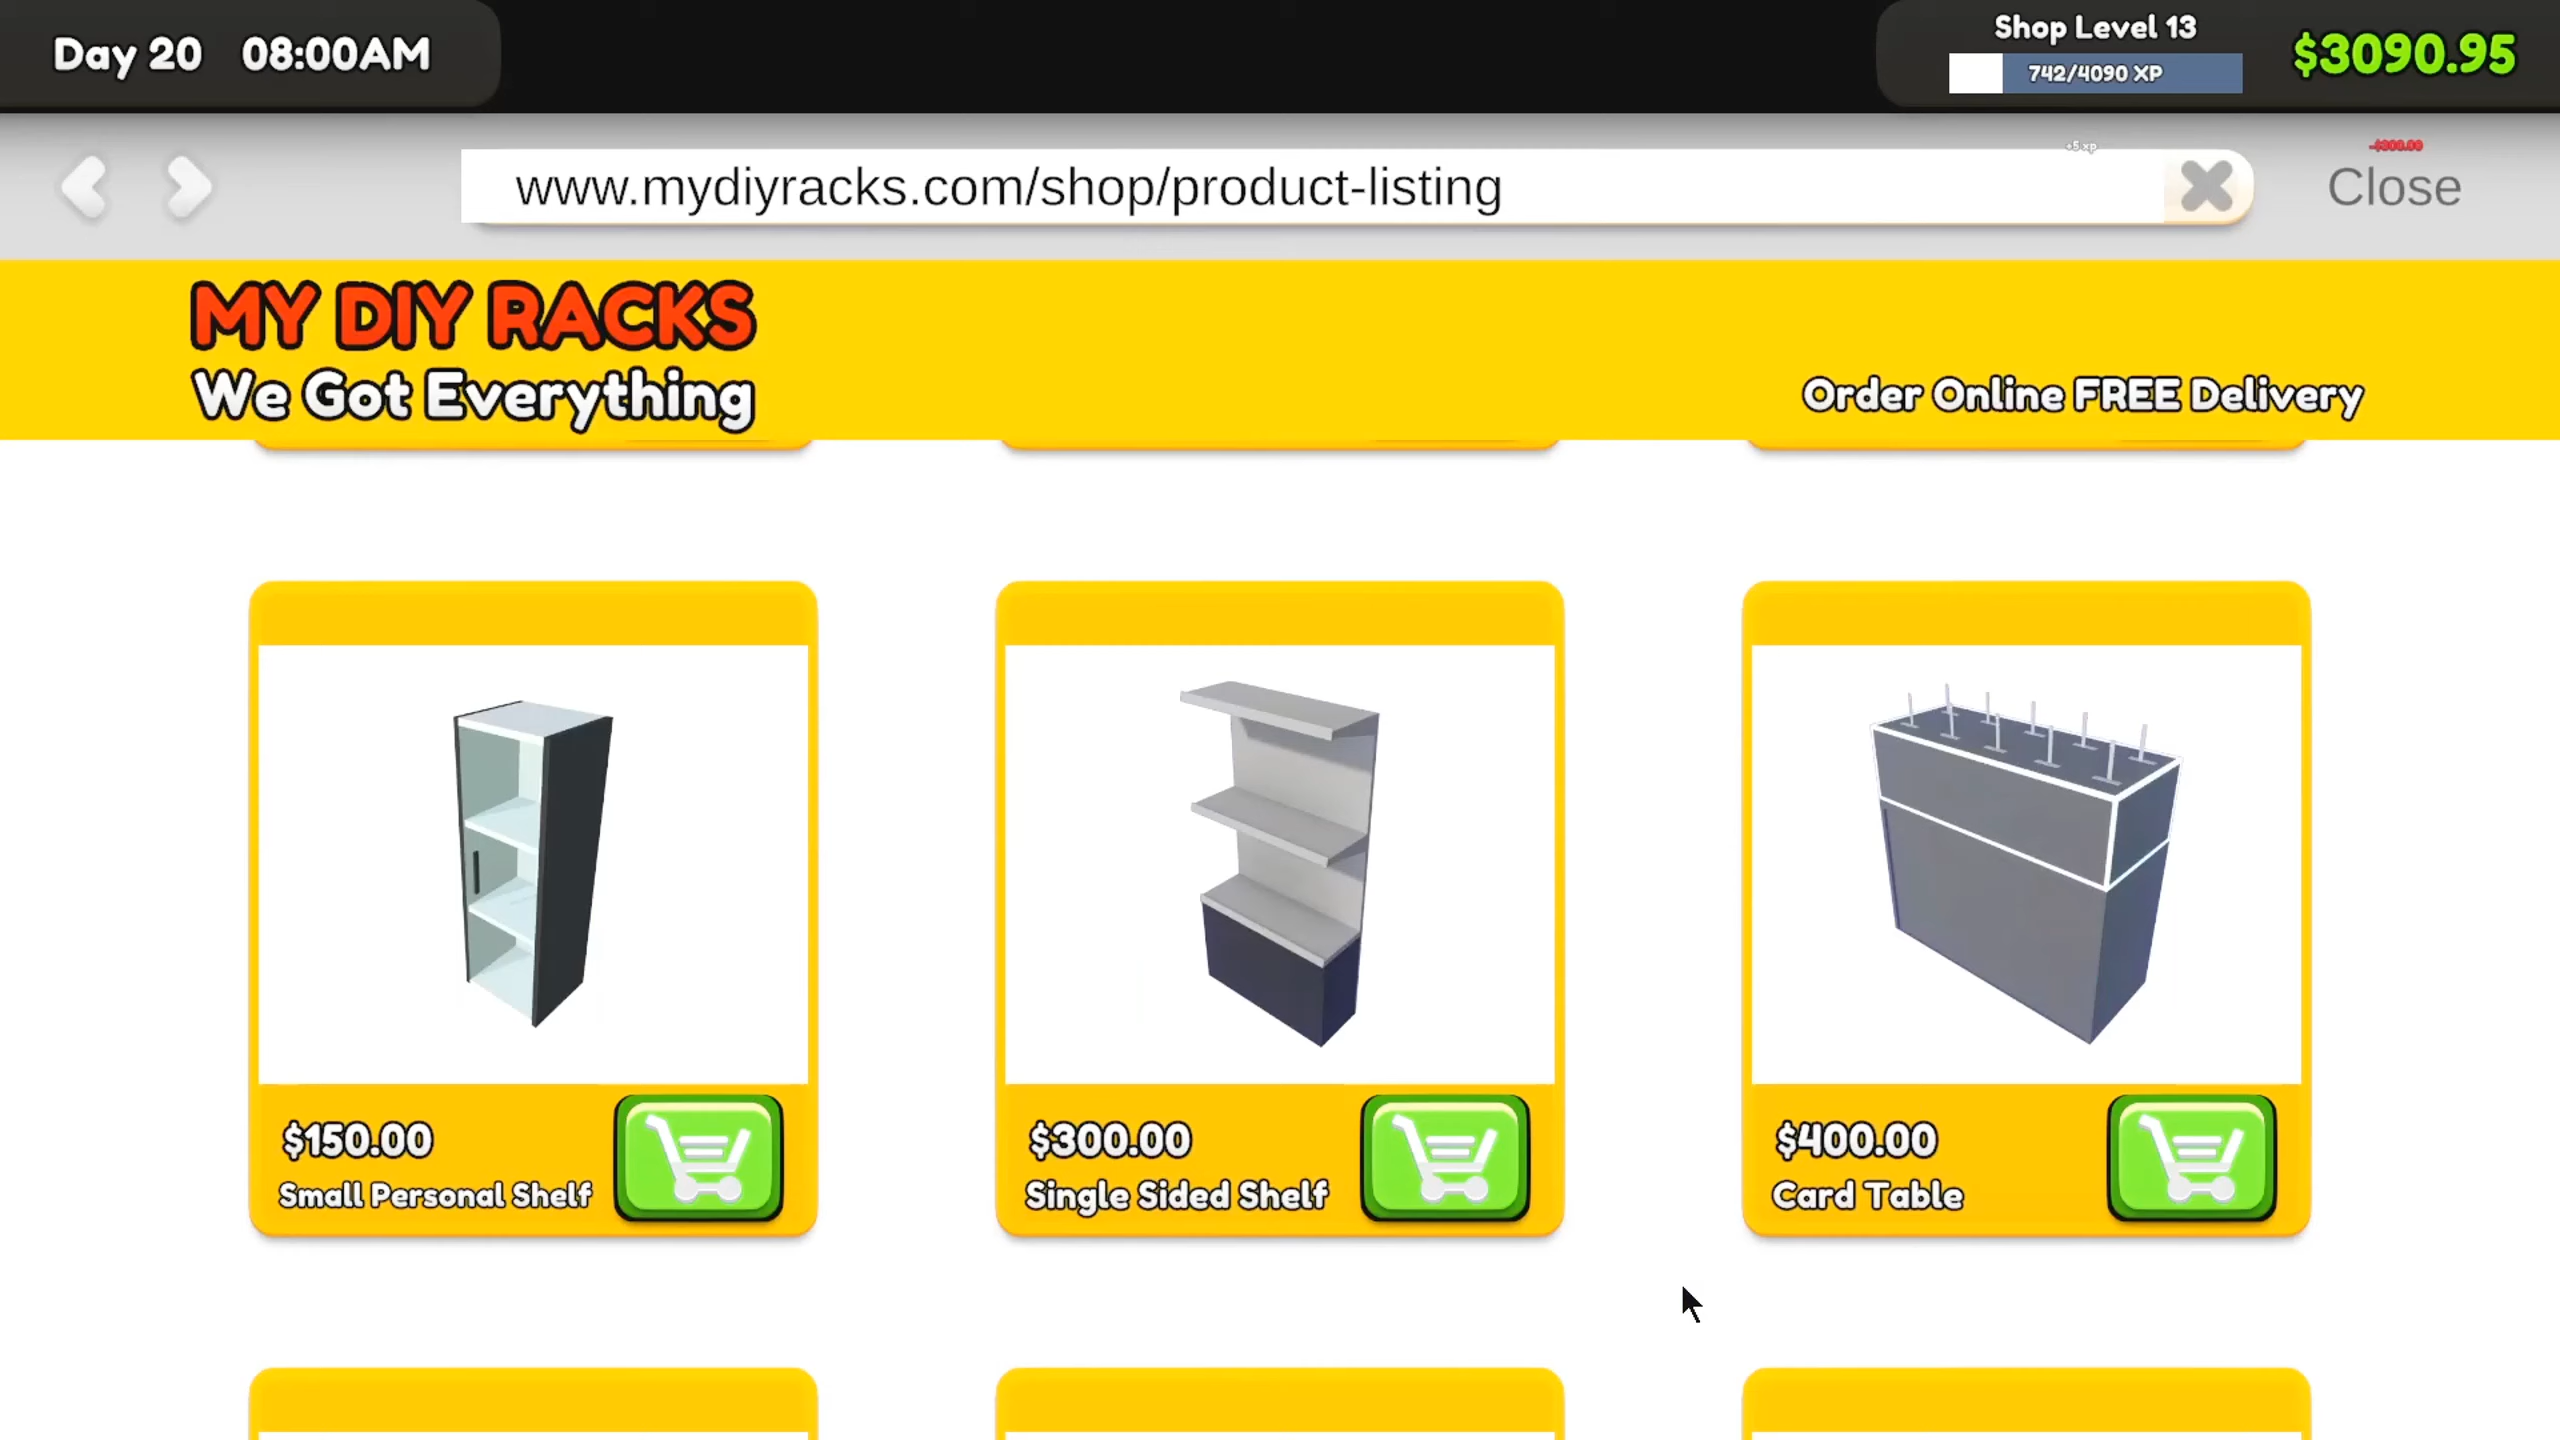 Day 20 08:00AM
Shop Level 13
742/4090 XP
$3090.95
+5 xp
www.mydiyracks.com/shop/product-listing
Close
MY DIY RACKS
We Got Everything
Order Online FREE Delivery
$150.00
Small Personal Shelf
$300.00
Single Sided Shelf
$400.00
Card Table